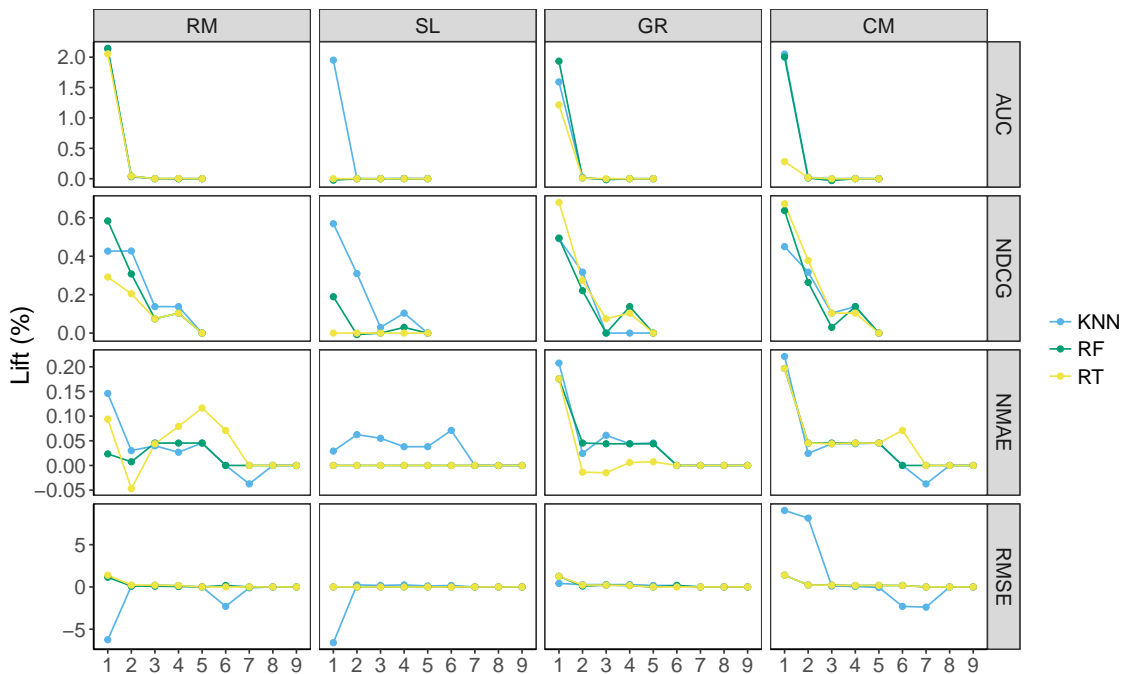 RM SL GR CM
2.0
1.5
1.0
0.5
0.0
AUC
0.6
0.4
0.2
0.0
NDCG
Lift (%)
KNN
RF
RT
0.20
0.15
0.10
0.05
0.00
−0.05
NMAE
5
0
−5
RMSE
1 2 3 4 5 6 7 8 9 1 2 3 4 5 6 7 8 9 1 2 3 4 5 6 7 8 9 1 2 3 4 5 6 7 8 9